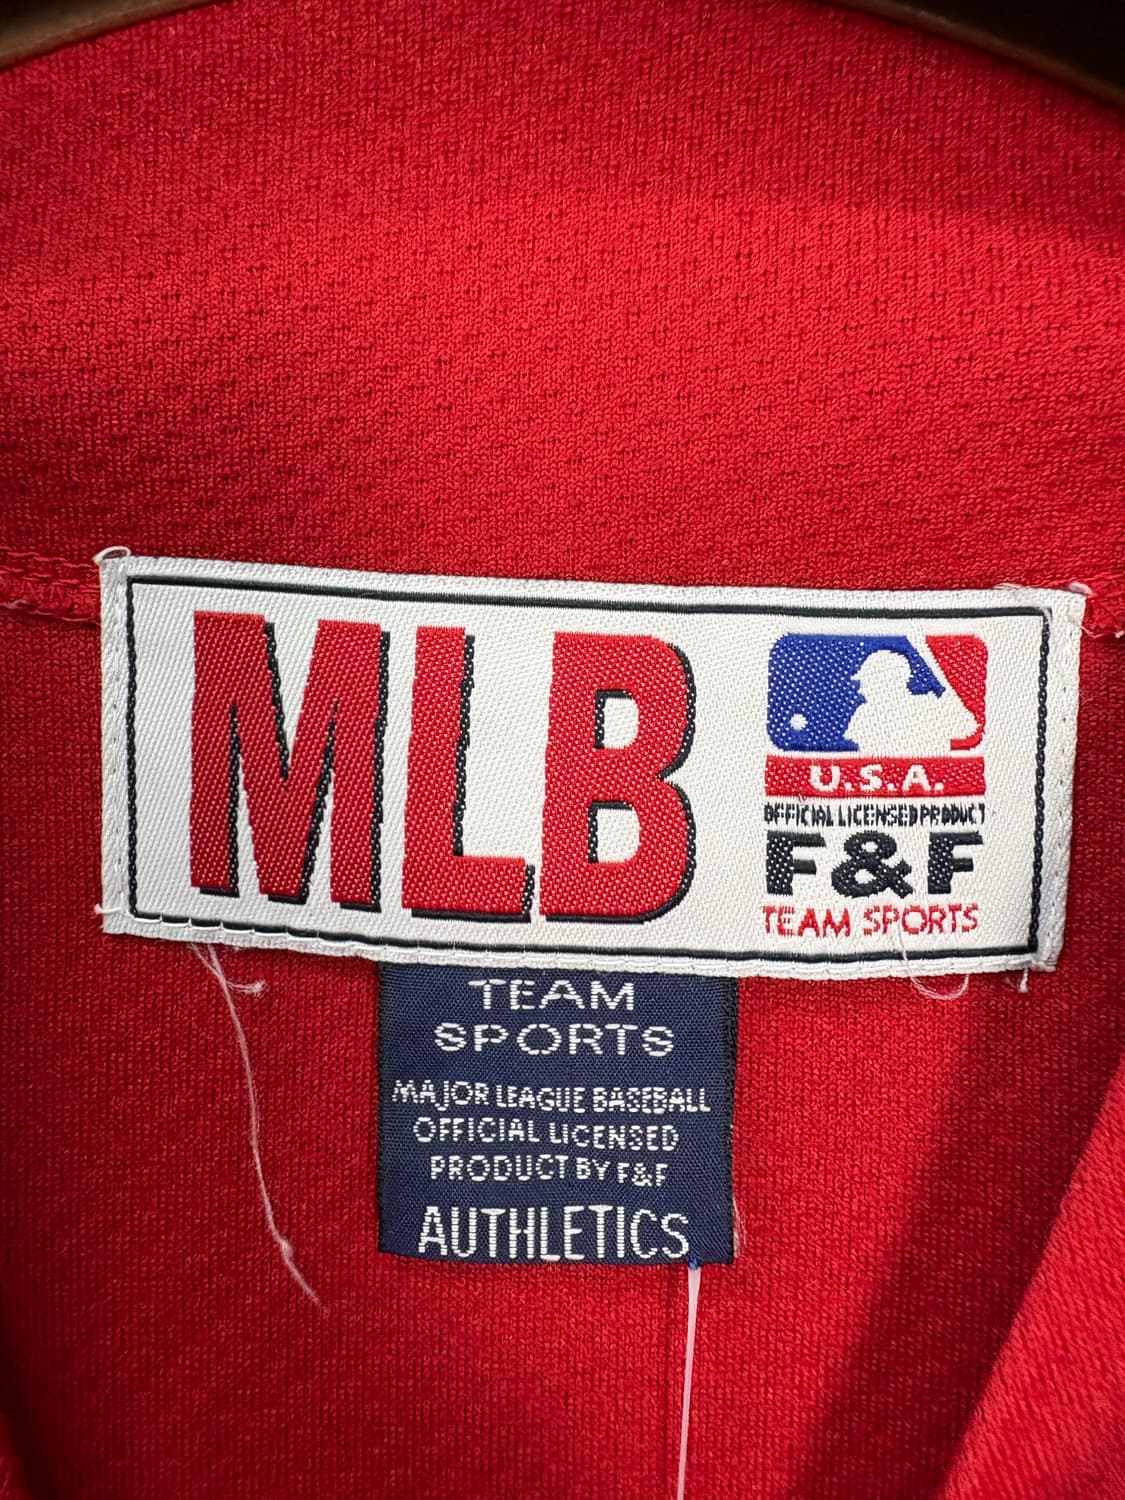 MLB
U.S.A.
OFFICIAL LICENSED PRODUCT
F&F
TEAM SPORTS
TEAM
SPORTS
MAJOR LEAGUE BASEBALL
OFFICIAL LICENSED
PRODUCT BY F&F
AUTHLETICS